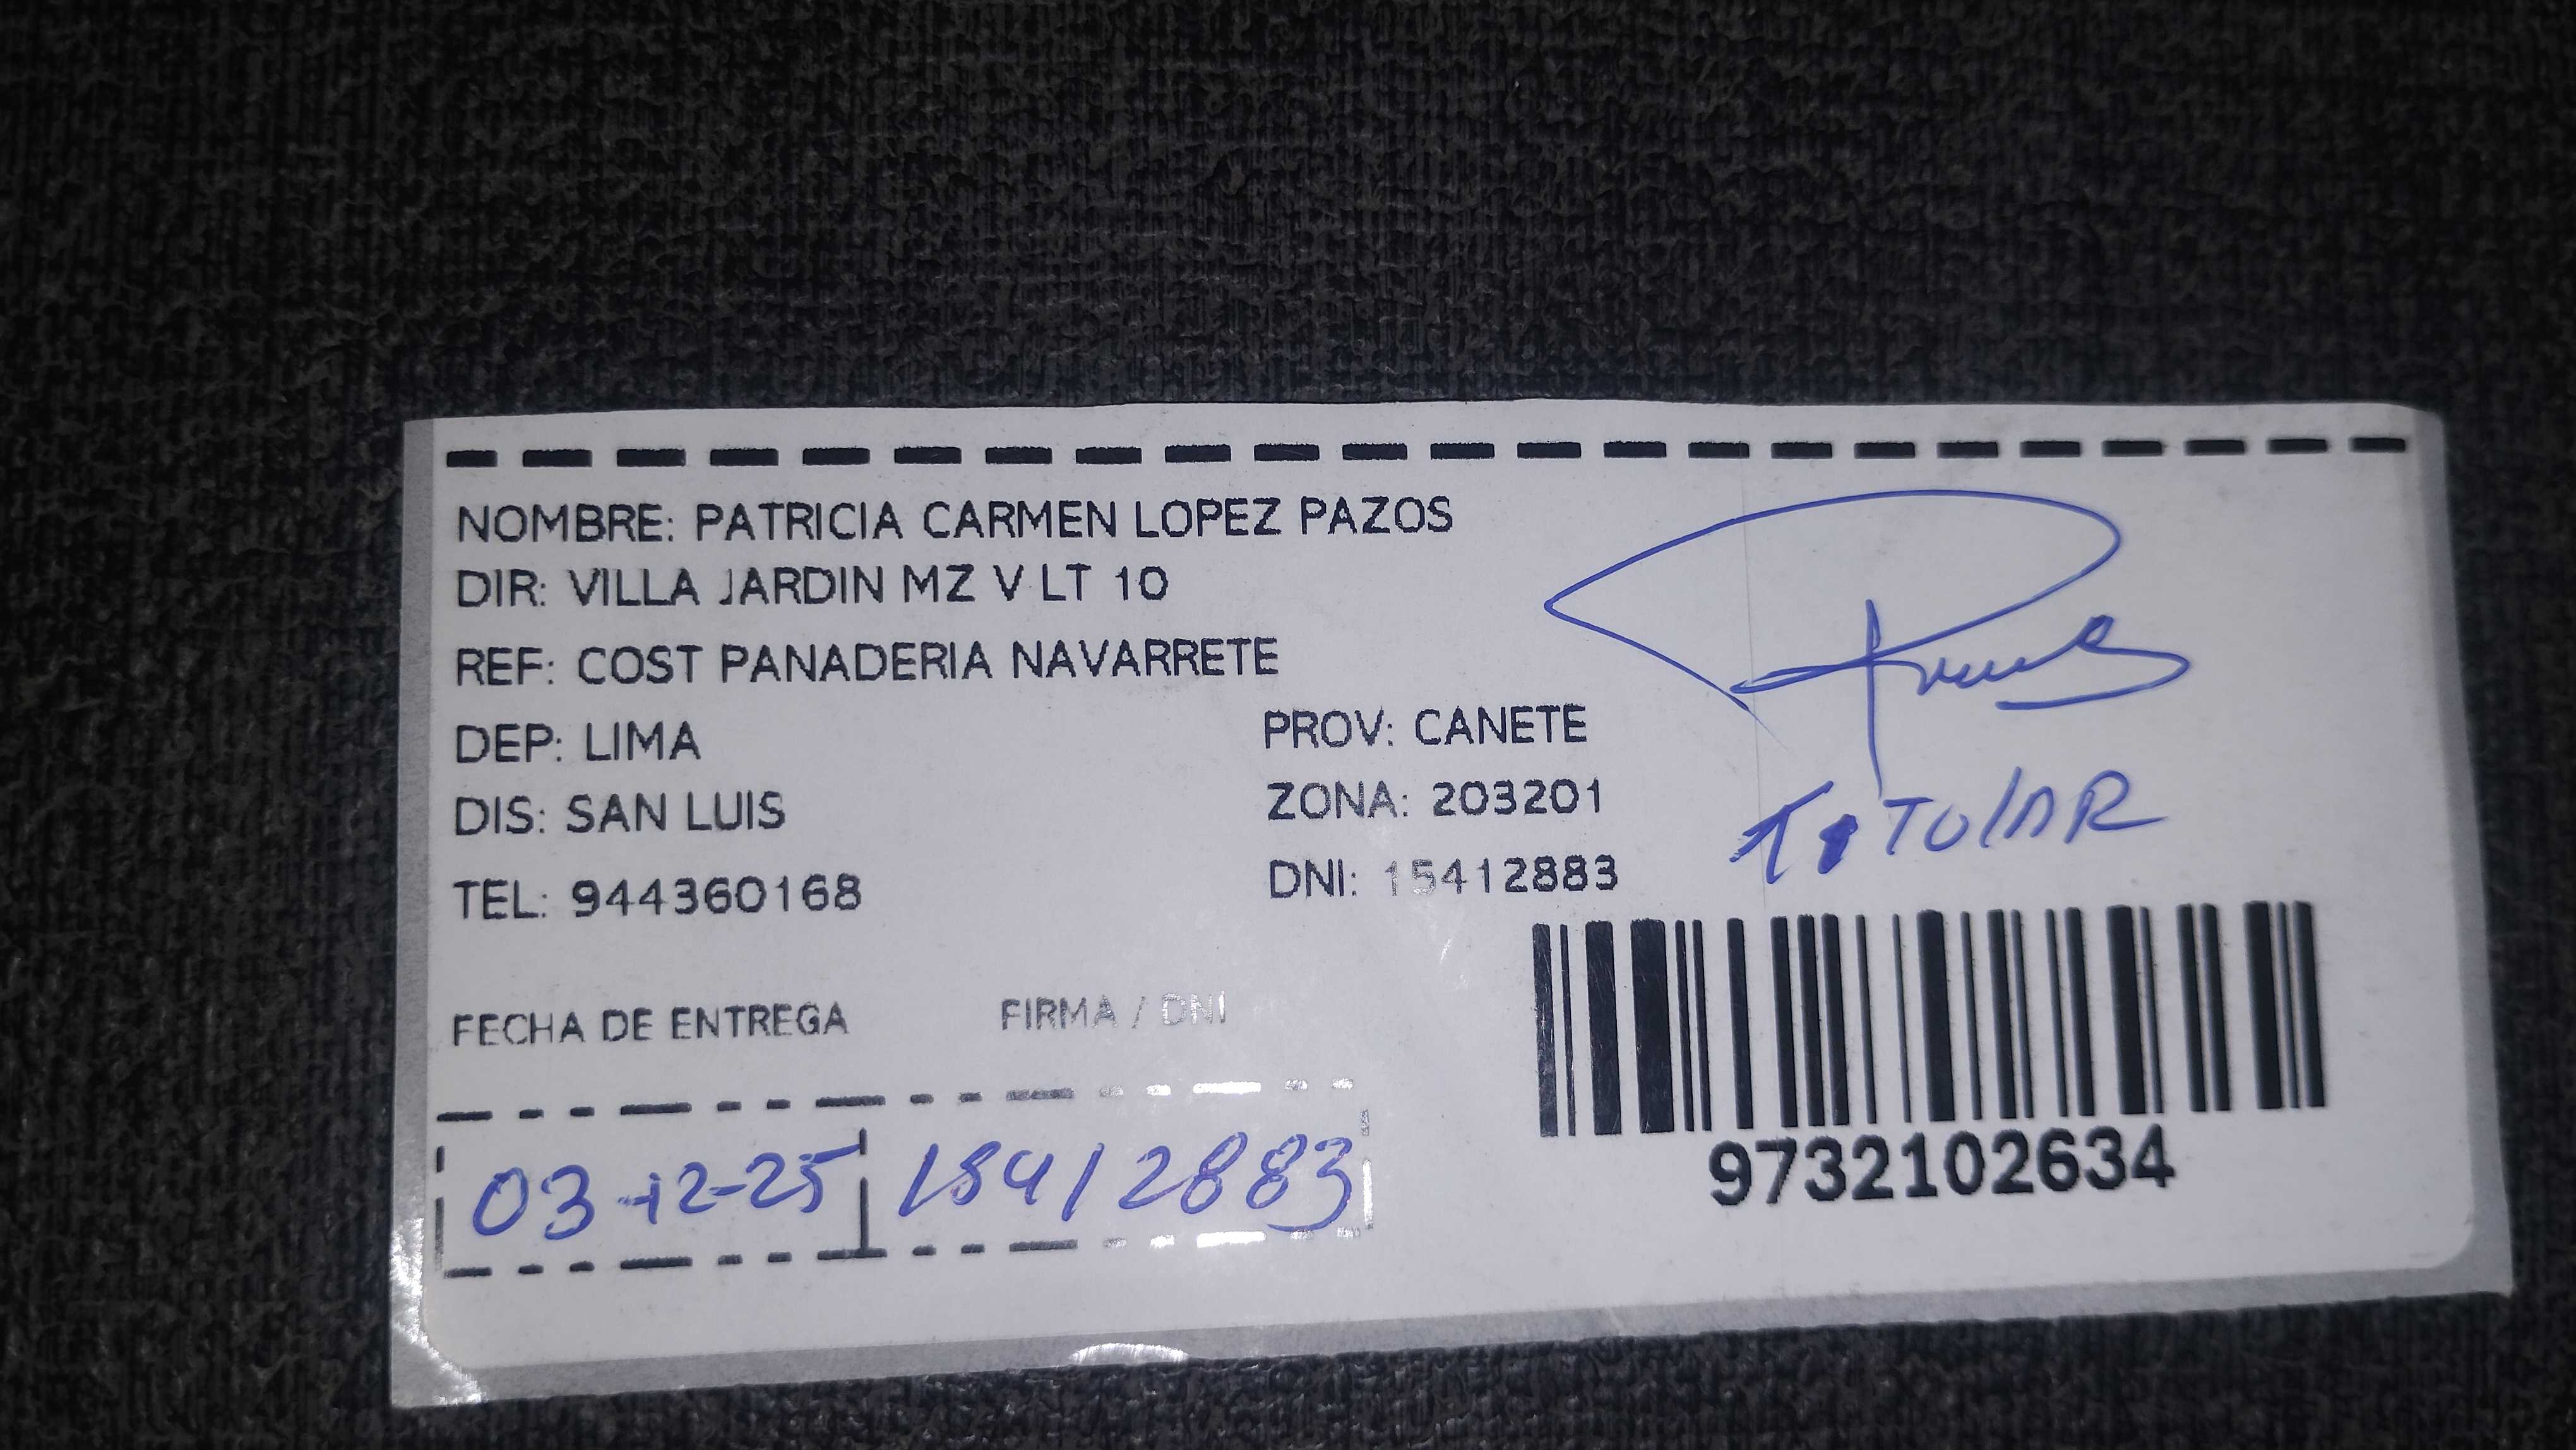 NOMBRE: PATRICIA CARMEN LOPEZ PAZOS
DIR: VILLA JARDIN MZ V LT 10
REF: COST PANADERIA NAVARRETE
DEP: LIMA PROV: CANETE
DIS: SAN LUIS ZONA: 203201
TEL: 944360168 DNI: 15412883
TiTUlAR
FECHA DE ENTREGA FIRMA / DNI
03-12-25 15412883
9732102634